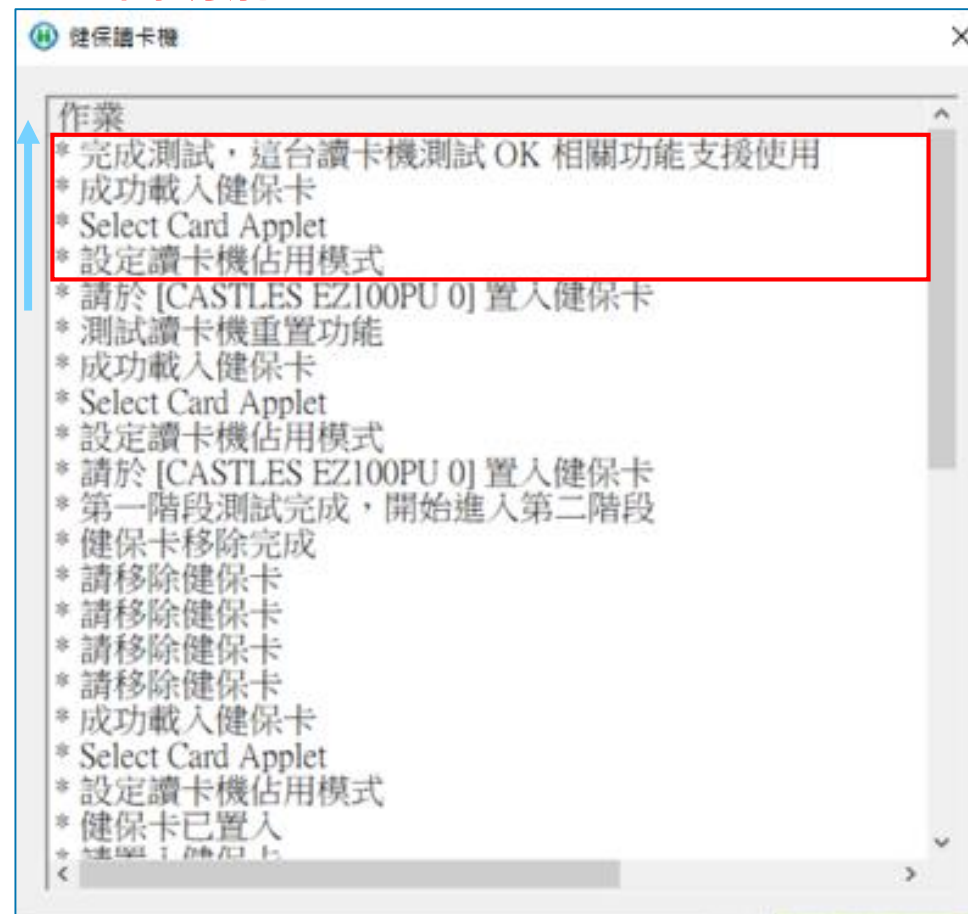 健保讀卡機
作業
* 完成測試，這台讀卡機測試 OK 相關功能支援使用
* 成功載入健保卡
* Select Card Applet
* 設定讀卡機佔用模式
* 請於 [CASTLES EZ100PU 0] 置入健保卡
* 測試讀卡機重置功能
* 成功載入健保卡
* Select Card Applet
* 設定讀卡機佔用模式
* 請於 [CASTLES EZ100PU 0] 置入健保卡
* 第一階段測試完成，開始進入第二階段
* 健保卡移除完成
* 請移除健保卡
* 請移除健保卡
* 請移除健保卡
* 請移除健保卡
* 成功載入健保卡
* Select Card Applet
* 設定讀卡機佔用模式
* 健保卡已置入